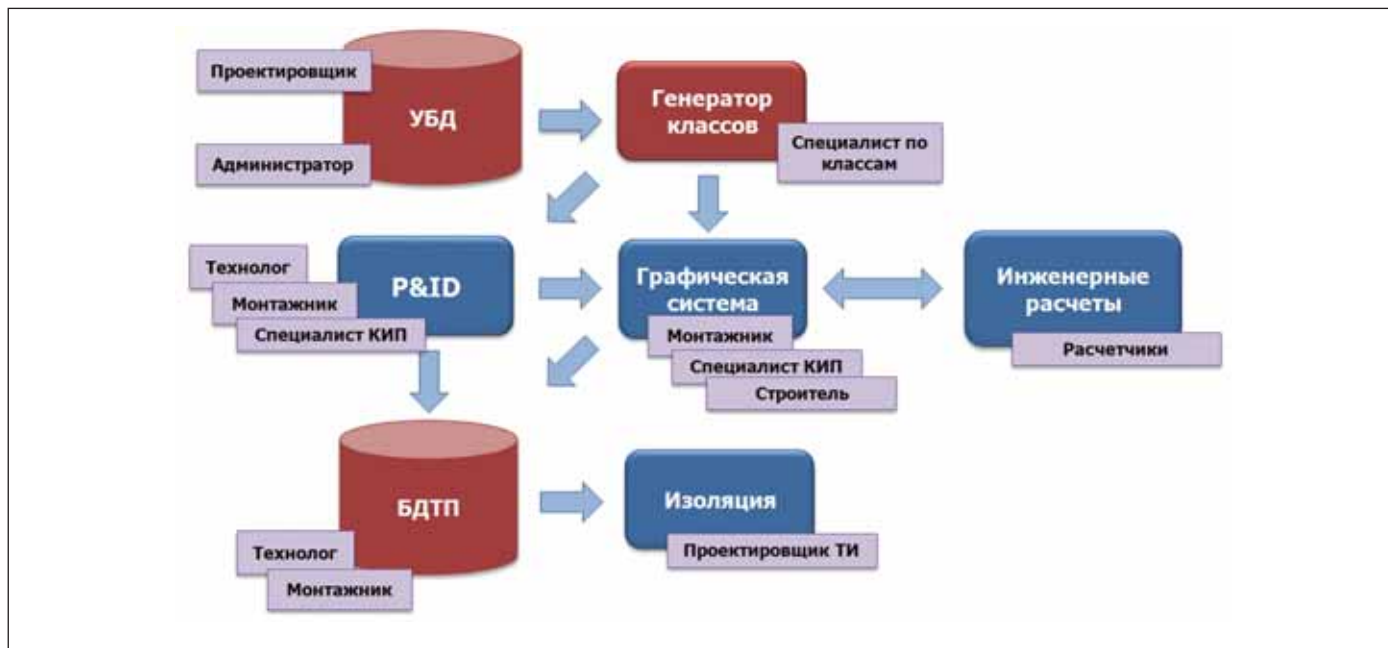 Проектировщик
УБД
Администратор
Генератор
классов
Специалист по
классам
Технолог
Монтажник
Специалист КИП
P&ID
Графическая
система
Монтажник
Специалист КИП
Строитель
Инженерные
расчеты
Расчетчики
БДТП
Технолог
Монтажник
Изоляция
Проектировщик ТИ